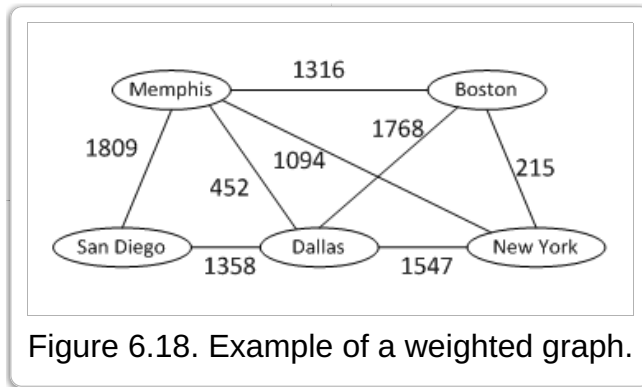 1316
Memphis
Boston
1768
1809
1094
215
452
San Diego
Dallas
New York
1358
1547
Figure 6.18. Example of a weighted graph.